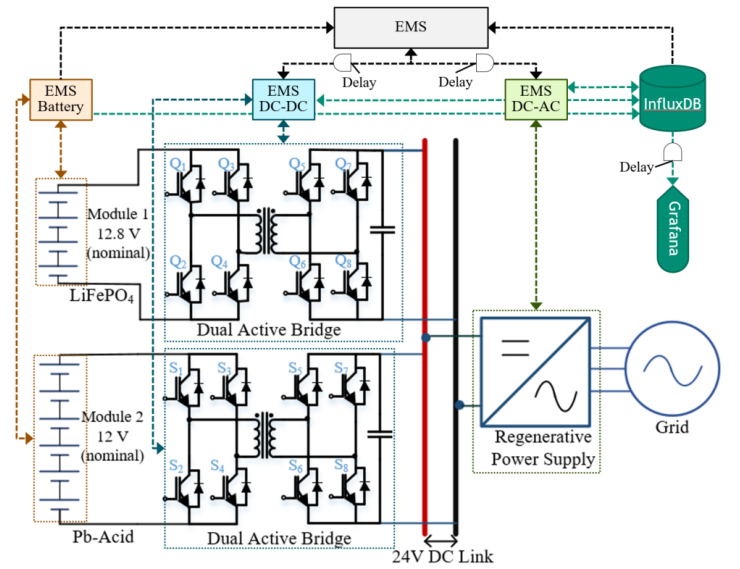 EMS
Delay
Delay
EMS
Battery
EMS
DC-DC
EMS
DC-AC
InfluxDB
Delay
Grafana
Q1
Q3
Q5
Q7
Module 1
12.8 V
(nominal)
Q2
Q4
Q6
Q8
LiFePO4
Dual Active Bridge
S1
S3
S5
S7
Module 2
12 V
(nominal)
S2
S4
S6
S8
Pb-Acid
Dual Active Bridge
Regenerative
Power Supply
Grid
24V DC Link